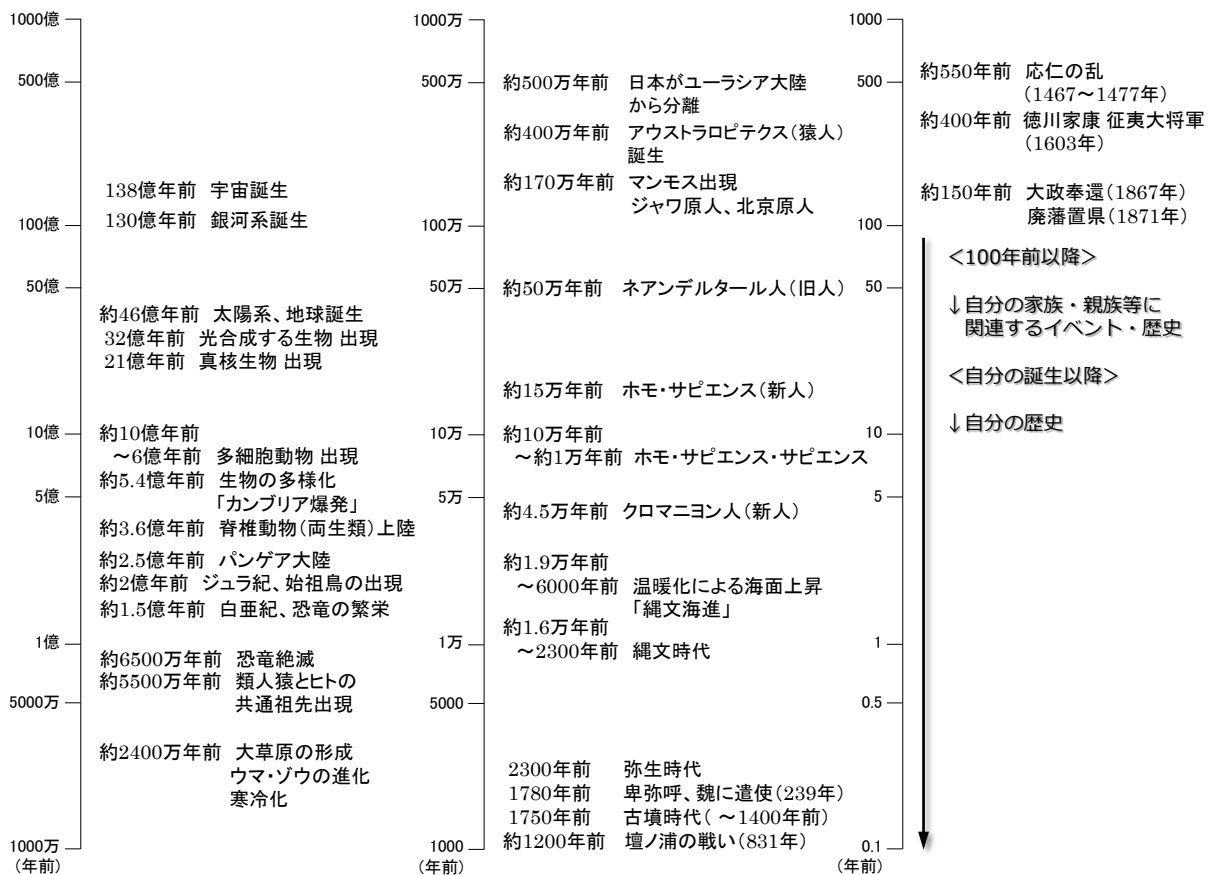 1000億
500億
138億年前 宇宙誕生
130億年前 銀河系誕生
100億
50億
約46億年前 太陽系、地球誕生
32億年前 光合成する生物 出現
21億年前 真核生物 出現
10億
約10億年前
～6億年前 多細胞動物 出現
約5.4億年前 生物の多様化
5億
「カンブリア爆発」
約3.6億年前 脊椎動物(両生類)上陸
約2.5億年前 パンゲア大陸
約2億年前 ジュラ紀、始祖鳥の出現
約1.5億年前 白亜紀、恐竜の繁栄
1億
約6500万年前 恐竜絶滅
約5500万年前 類人猿とヒトの
共通祖先出現
5000万
約2400万年前 大草原の形成
ウマ・ゾウの進化
寒冷化
1000万
(年前)
1000万
500万
約500万年前 日本がユーラシア大陸
から分離
約400万年前 アウストラロピテクス(猿人)
誕生
約170万年前 マンモス出現
ジャワ原人、北京原人
100万
50万
約50万年前 ネアンデルタール人(旧人)
約15万年前 ホモ・サピエンス(新人)
10万
約10万年前
～約1万年前 ホモ・サピエンス・サピエンス
5万
約4.5万年前 クロマニヨン人(新人)
約1.9万年前
～6000年前 温暖化による海面上昇
「縄文海進」
約1.6万年前
1万
～2300年前 縄文時代
5000
2300年前 弥生時代
1780年前 卑弥呼、魏に遣使(239年)
1750年前 古墳時代( ～1400年前)
約1200年前 壇ノ浦の戦い(831年)
1000
(年前)
1000
500
約550年前 応仁の乱
(1467～1477年)
約400年前 徳川家康 征夷大将軍
(1603年)
約150年前 大政奉還(1867年)
廃藩置県(1871年)
100
＜100年前以降＞
50
↓自分の家族・親族等に
関連するイベント・歴史
＜自分の誕生以降＞
↓自分の歴史
10
5
1
0.5
0.1
(年前)